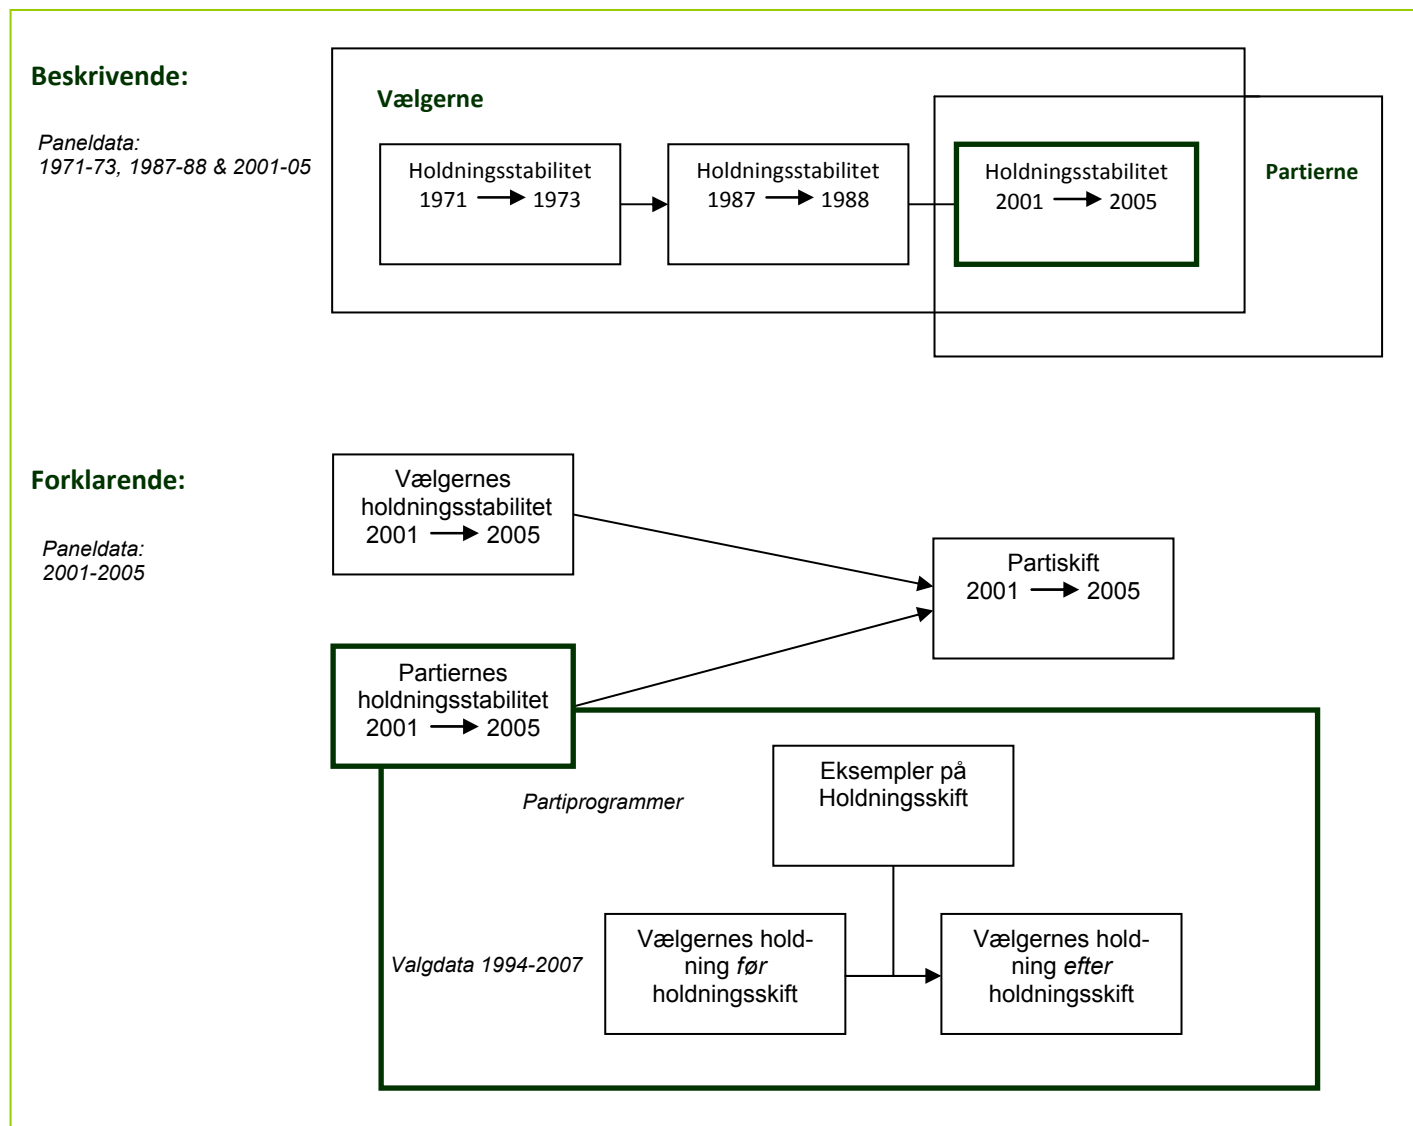 Beskrivende:
Paneldata:
1971-73, 1987-88 & 2001-05
Vælgerne
Holdningsstabilitet
1971 → 1973
Holdningsstabilitet
1987 → 1988
Holdningsstabilitet
2001 → 2005
Partierne
Forklarende:
Paneldata:
2001-2005
Vælgernes
holdningsstabilitet
2001 → 2005
Partiskift
2001 → 2005
Partiernes
holdningsstabilitet
2001 → 2005
Partiprogrammer
Eksempler på
Holdningsskift
Valgdata 1994-2007
Vælgernes hold-
ning før
holdningsskift
Vælgernes hold-
ning efter
holdningsskift